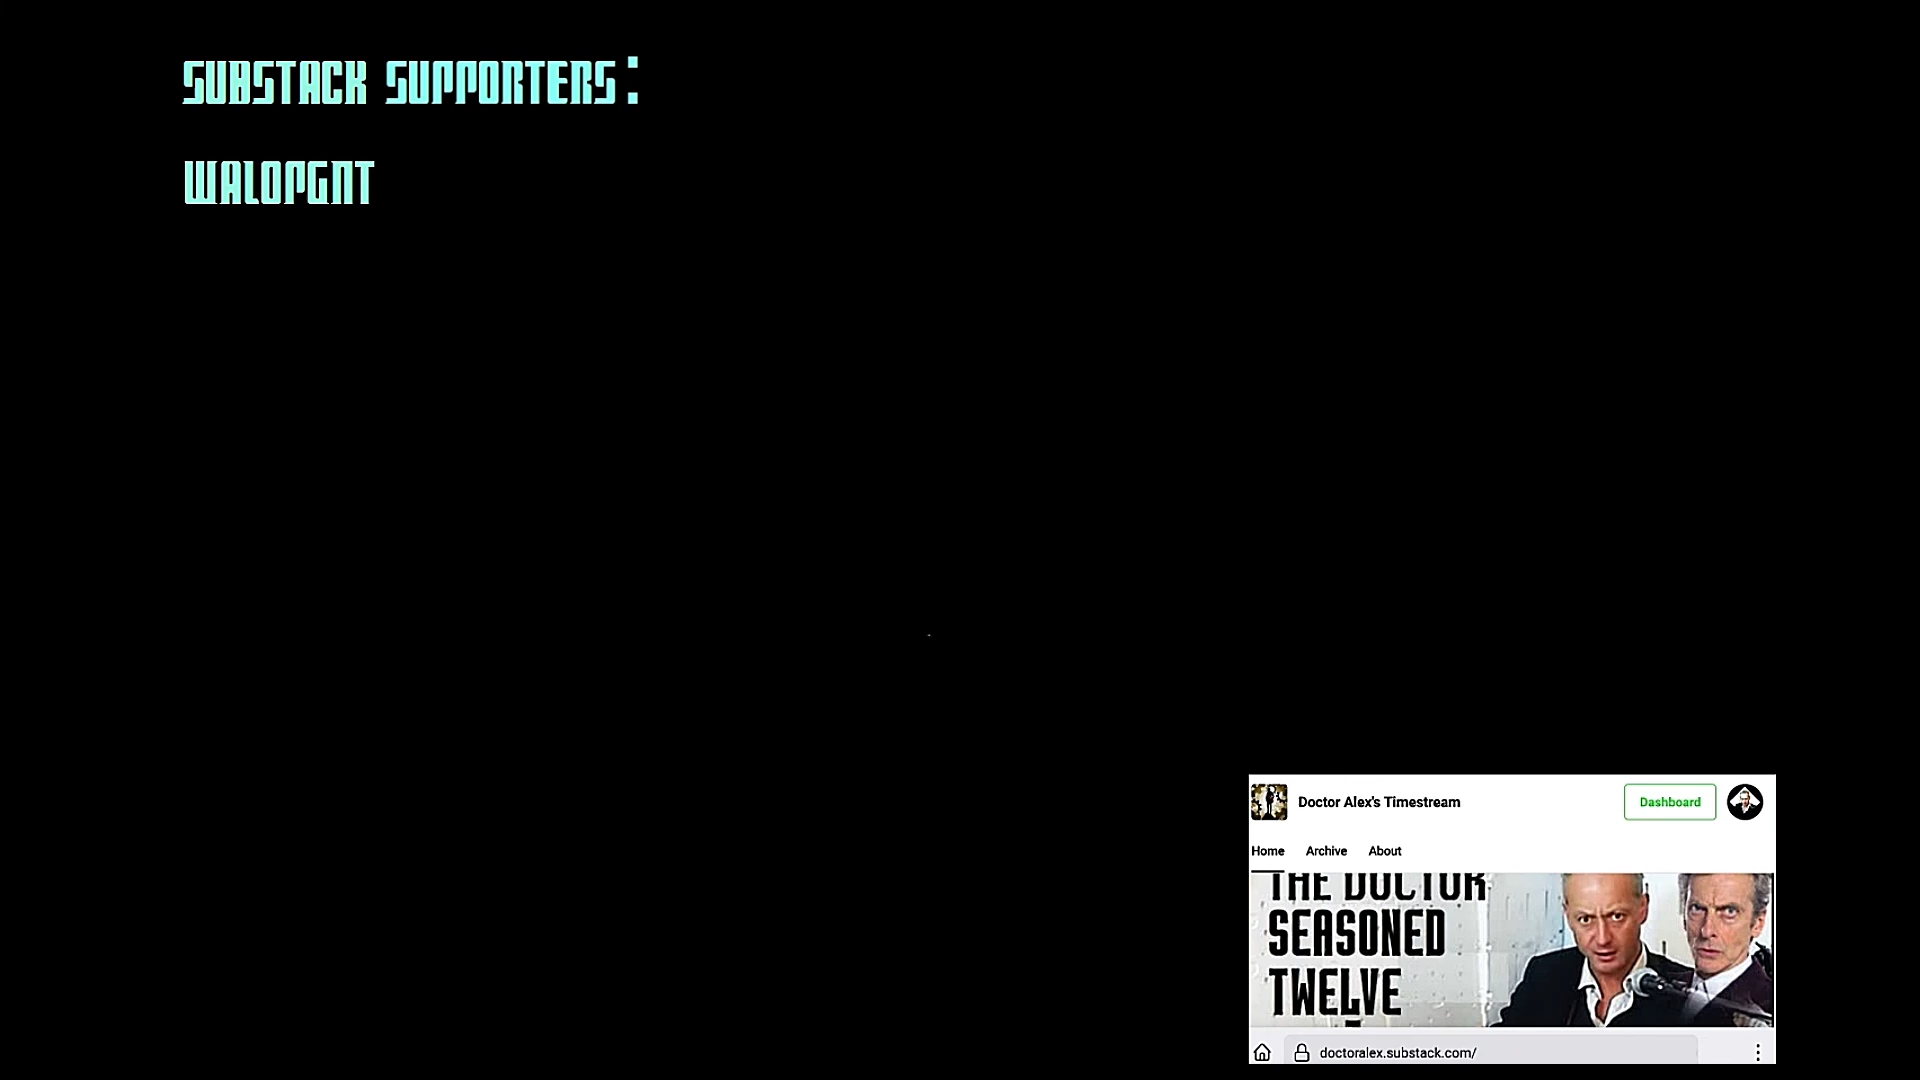 SUBSTACK SUPPORTERS:
WALOPGNT
Doctor Alex's Timestream
Dashboard
Home Archive About
THE DOCTOR
SEASONED
TWELVE
doctoralex.substack.com/